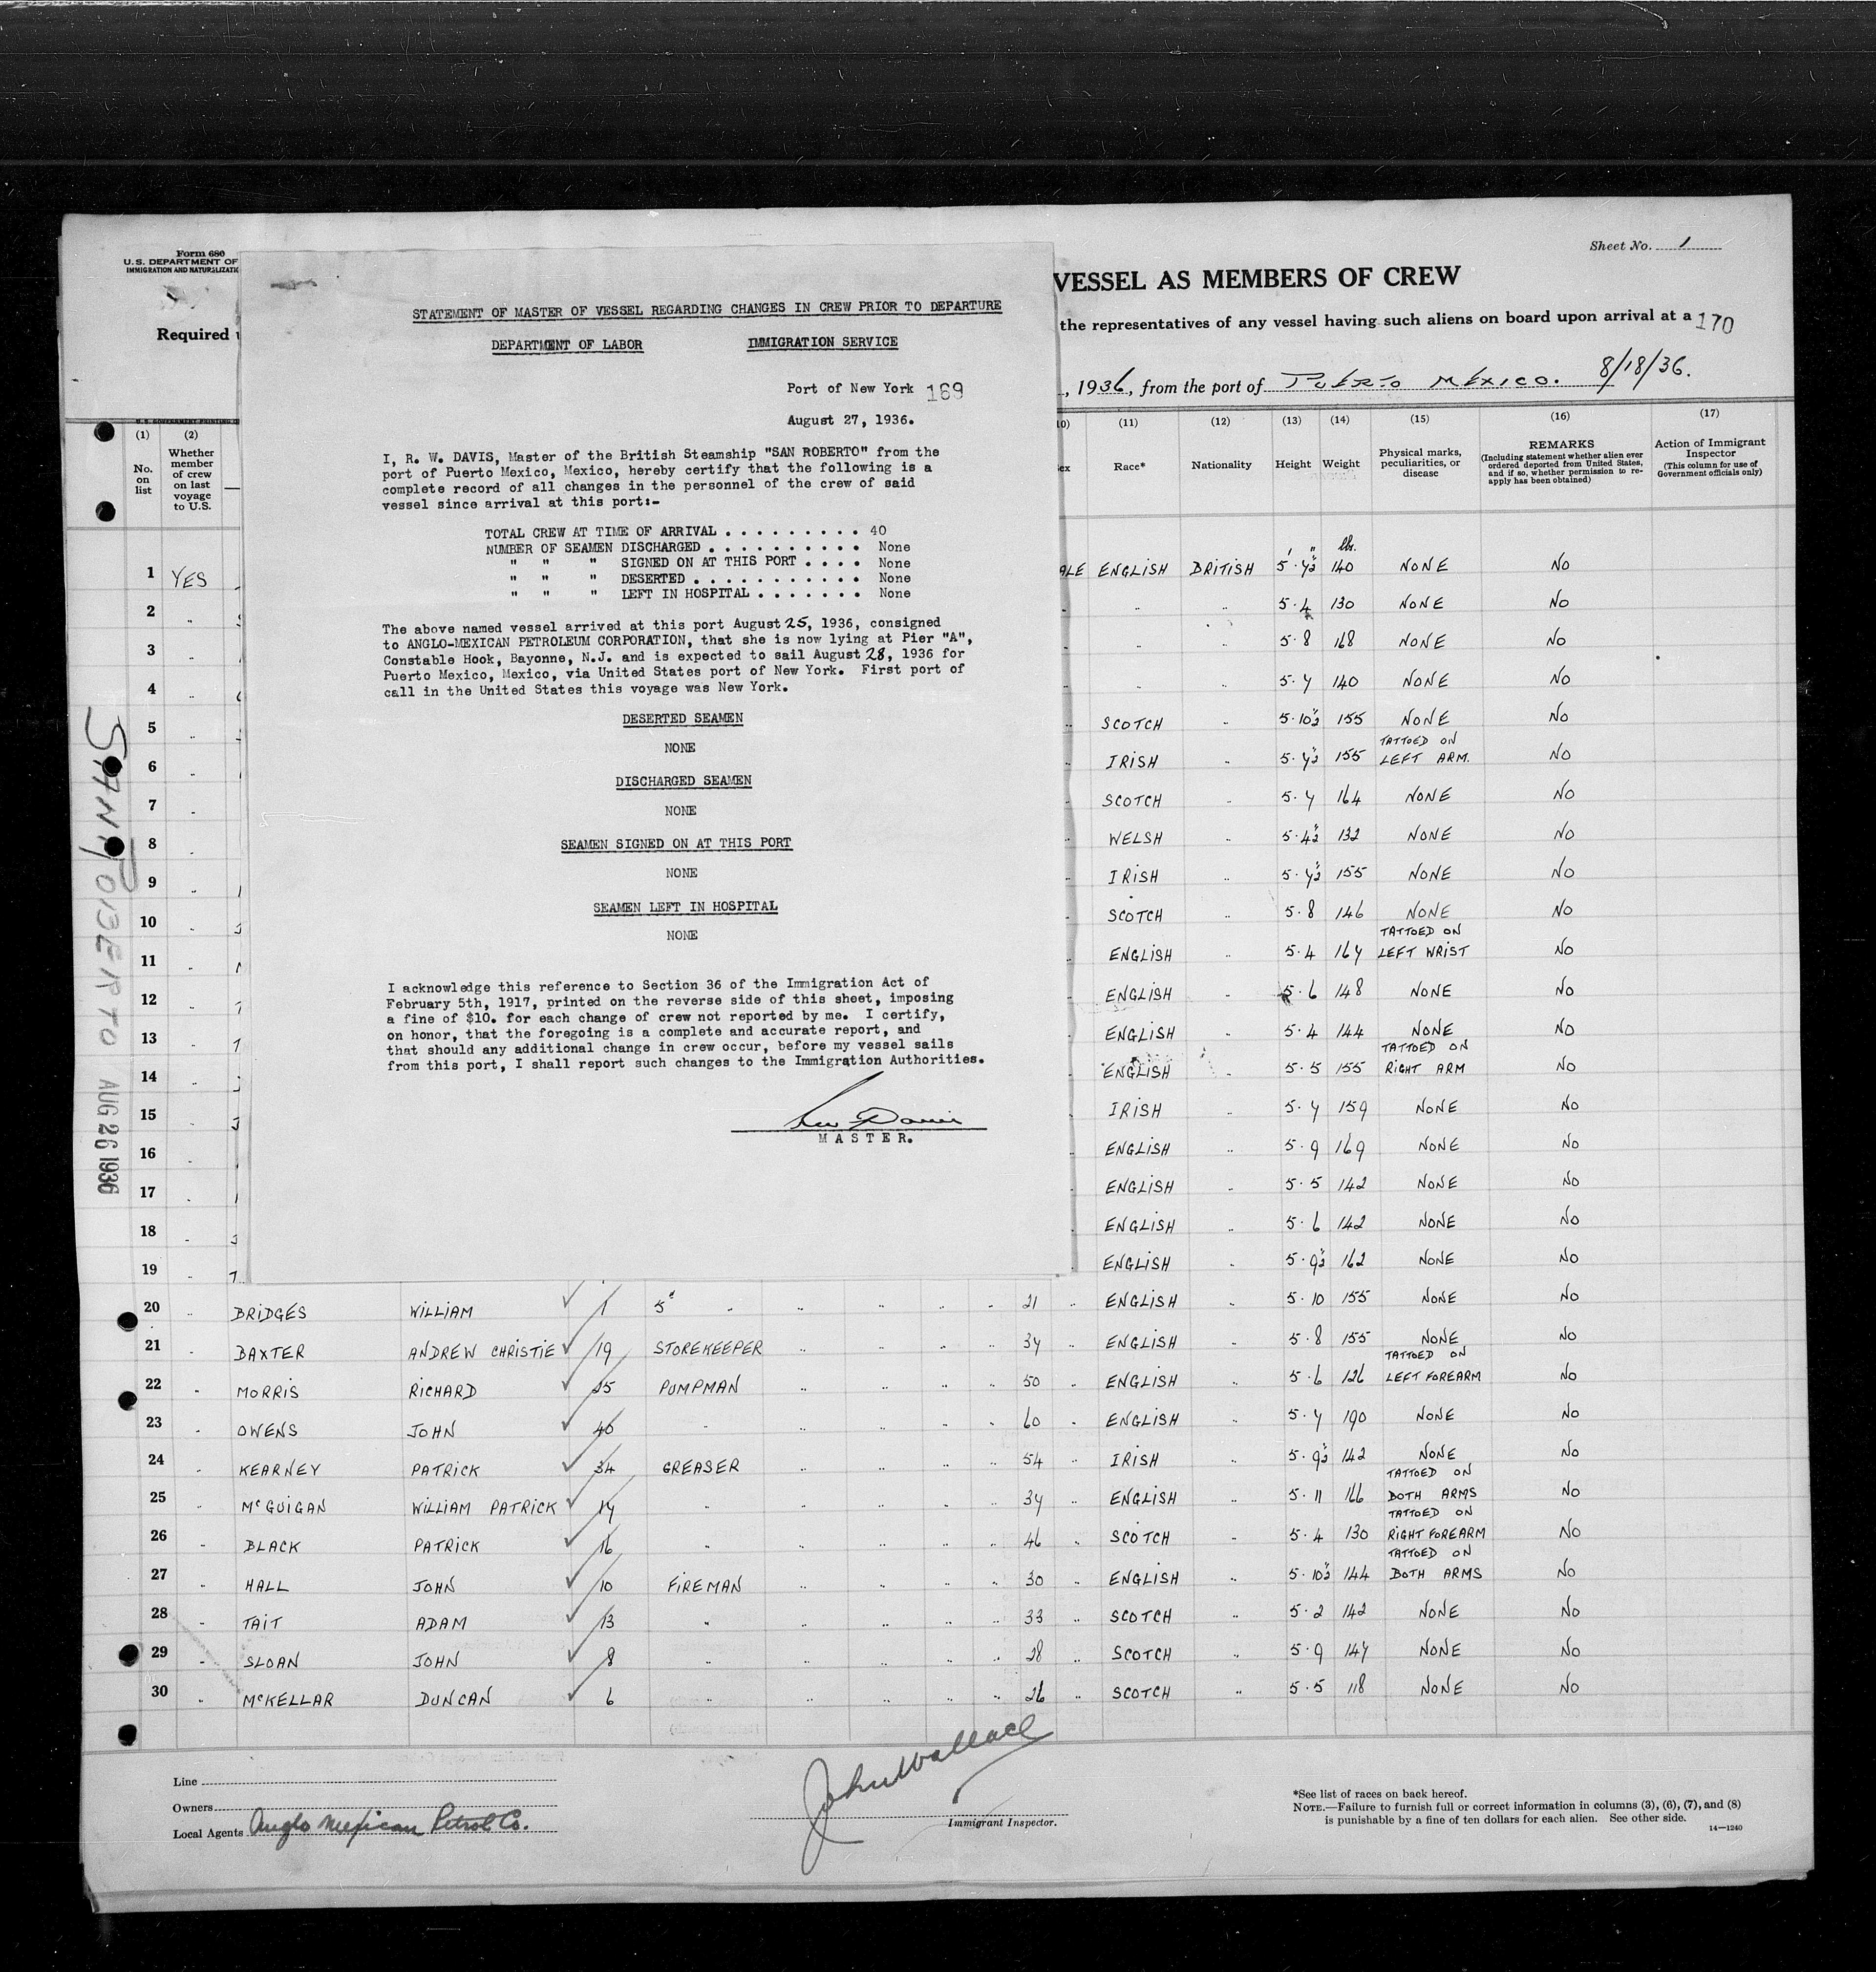 Form 680
U.S. DEPARTMENT OF
IMMIGRATION AND NATURALIZATI
Sheet No. 1
VESSEL AS MEMBERS OF CREW
Required
the representatives of any vessel having such aliens on board upon arrival at a
170
, 1936, from the port of PUERTO MEXICO. 8/18/36.
STATEMENT OF MASTER OF VESSEL REGARDING CHANGES IN CREW PRIOR TO DEPARTURE
DEPARTMENT OF LABOR IMMIGRATION SERVICE
Port of New York 169
August 27, 1936.
I, R. W. DAVIS, Master of the British Steamship "SAN ROBERTO" from the
port of Puerto Mexico, Mexico, hereby certify that the following is a
complete record of all changes in the personnel of the crew of said
vessel since arrival at this port:-
TOTAL CREW AT TIME OF ARRIVAL . . . . . . . . . . 40
NUMBER OF SEAMEN DISCHARGED . . . . . . . . . . . None
" " " SIGNED ON AT THIS PORT . . . . None
" " " DESERTED . . . . . . . . . . . None
" " " LEFT IN HOSPITAL . . . . . . . None
The above named vessel arrived at this port August 25, 1936, consigned
to ANGLO-MEXICAN PETROLEUM CORPORATION, that she is now lying at Pier "A",
Constable Hook, Bayonne, N.J. and is expected to sail August 28, 1936 for
Puerto Mexico, Mexico, via United States port of New York. First port of
call in the United States this voyage was New York.
DESERTED SEAMEN
NONE
DISCHARGED SEAMEN
NONE
SEAMEN SIGNED ON AT THIS PORT
NONE
SEAMEN LEFT IN HOSPITAL
NONE
I acknowledge this reference to Section 36 of the Immigration Act of
February 5th, 1917, printed on the reverse side of this sheet, imposing
a fine of $10. for each change of crew not reported by me. I certify,
on honor, that the foregoing is a complete and accurate report, and
that should any additional change in crew occur, before my vessel sails
from this port, I shall report such changes to the Immigration Authorities.
MASTER.
(1) (2) (11) (12) (13) (14) (15) (16) (17)
No. on list
Whether member of crew on last voyage to U.S.
Race*
Nationality
Height
Weight
Physical marks, peculiarities, or disease
REMARKS
(Including statement whether alien ever ordered deported from United States, and if so, whether permission to re-apply has been obtained)
Action of Immigrant Inspector
(This column for use of Government officials only)
lbs.
1 YES ALE ENGLISH BRITISH 5·7½ 140 NONE NO
2 " " " 5·4 130 NONE NO
3 " " " 5·8 168 NONE NO
4 " " " 5·7 140 NONE NO
5 " SCOTCH " 5·10½ 155 NONE NO
6 " IRISH " 5·7½ 155 TATTOED ON LEFT ARM. NO
7 " SCOTCH " 5·7 164 NONE NO
8 " WELSH " 5·4½ 132 NONE NO
9 " IRISH " 5·7½ 155 NONE NO
10 " SCOTCH " 5·8 146 NONE NO
11 " ENGLISH " 5·4 167 TATTOED ON LEFT WRIST NO
12 " ENGLISH " 5·6 148 NONE NO
13 " ENGLISH " 5·4 144 NONE NO
14 " ENGLISH " 5·5 155 TATTOED ON RIGHT ARM NO
15 " IRISH " 5·7 159 NONE NO
16 ENGLISH " 5·9 169 NONE NO
17 " ENGLISH " 5·5 142 NONE NO
18 " ENGLISH " 5·6 142 NONE NO
19 " ENGLISH " 5·9½ 162 NONE NO
20 " BRIDGES WILLIAM 1 5 " " " " " 21 " ENGLISH " 5·10 155 NONE NO
21 " BAXTER ANDREW CHRISTIE 19 STOREKEEPER " " " " 37 " ENGLISH " 5·8 155 NONE NO
22 " MORRIS RICHARD 25 PUMPMAN " " " " 50 " ENGLISH " 5·6 126 TATTOED ON LEFT FOREARM NO
23 " OWENS JOHN 40 " " " " " 60 " ENGLISH " 5·7 190 NONE NO
24 " KEARNEY PATRICK 34 GREASER " " " " 54 " IRISH " 5·9½ 142 NONE NO
25 " McGUIGAN WILLIAM PATRICK 17 " " " " " 37 " ENGLISH " 5·11 166 TATTOED ON BOTH ARMS NO
26 " BLACK PATRICK 16 " " " " " 46 " SCOTCH " 5·4 130 TATTOED ON RIGHT FOREARM NO
27 " HALL JOHN 10 FIREMAN " " " " 30 " ENGLISH " 5·10½ 144 TATTOED ON BOTH ARMS NO
28 " TAIT ADAM 13 " " " " " 33 " SCOTCH " 5·2 142 NONE NO
29 " SLOAN JOHN 8 " " " " " 28 " SCOTCH " 5·9 147 NONE NO
30 " McKELLAR DUNCAN 6 " " " " " 26 " SCOTCH " 5·5 118 NONE NO
SAN ROBERTO AUG 26 1936
Line
Owners
Local Agents Anglo Mexican Petrol Co.
John Wallace
Immigrant Inspector.
*See list of races on back hereof.
NOTE.—Failure to furnish full or correct information in columns (3), (6), (7), and (8)
is punishable by a fine of ten dollars for each alien. See other side.
14—1240